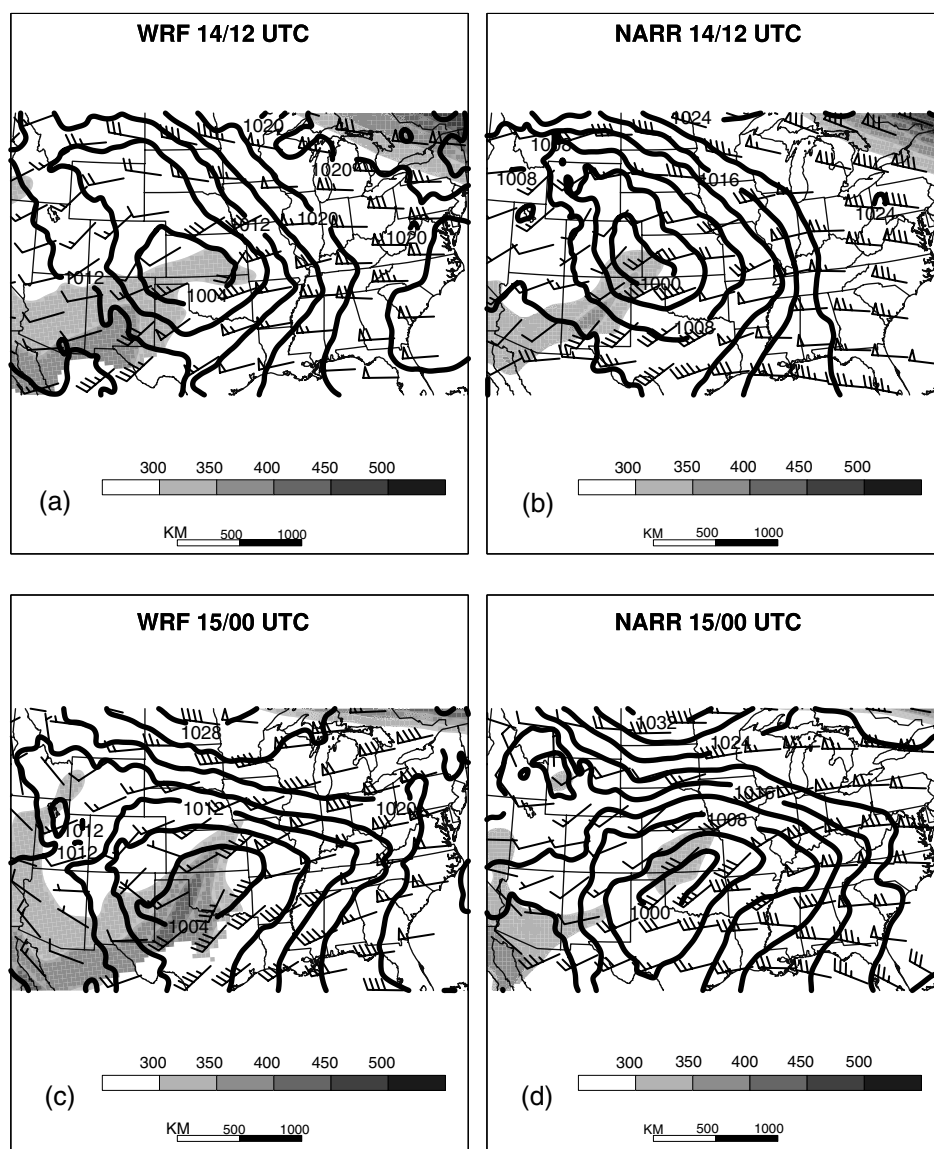 WRF 14/12 UTC
1020
1020
1020
1012
1020
1012
1004
300 350 400 450 500
(a)
KM 500 1000
NARR 14/12 UTC
1024
1008
1008
1016
1024
1000
1008
300 350 400 450 500
(b)
KM 500 1000
WRF 15/00 UTC
1028
1012
1020
1012
1012
1004
300 350 400 450 500
(c)
KM 500 1000
NARR 15/00 UTC
1032
1024
1016
1008
1000
300 350 400 450 500
(d)
KM 500 1000